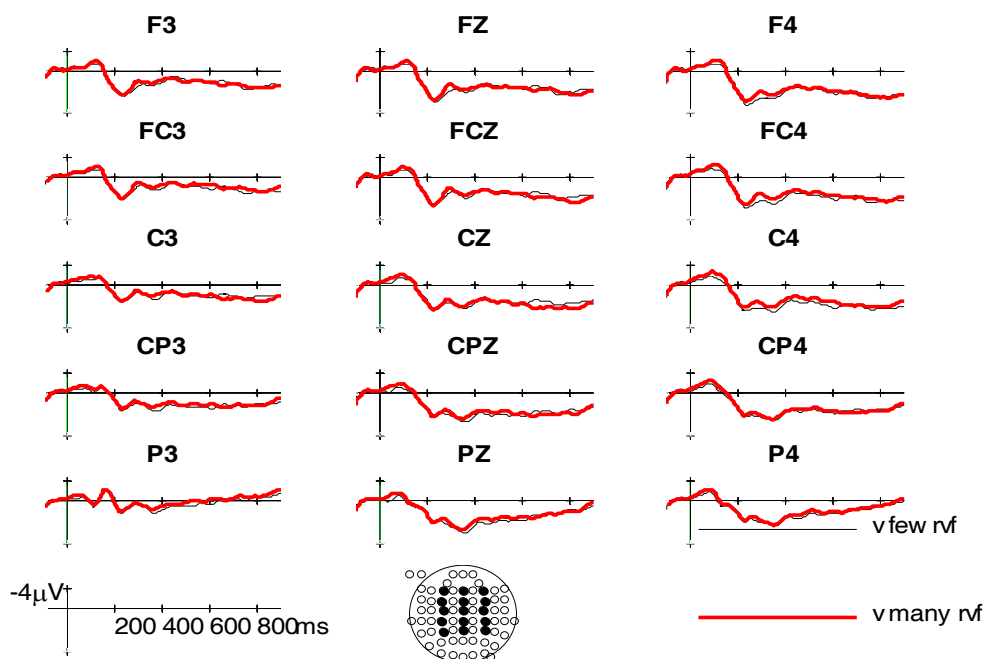 F3 FZ F4
FC3 FCZ FC4
C3 CZ C4
CP3 CPZ CP4
P3 PZ P4
v few rvf
-4μV
200 400 600 800ms
v many rvf